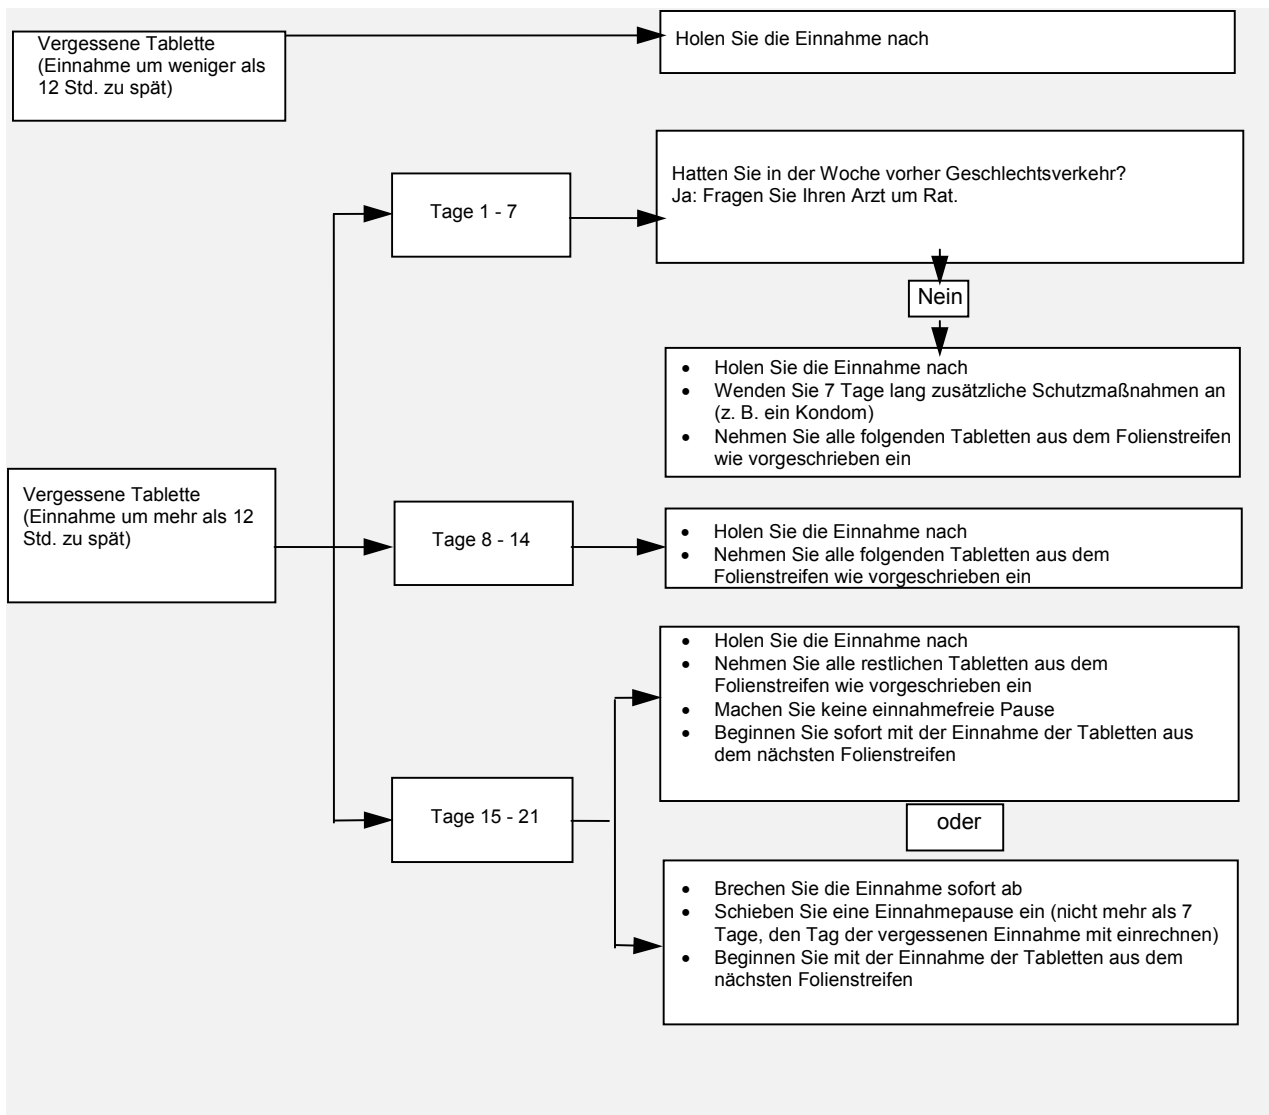 Vergessene Tablette
(Einnahme um weniger als
12 Std. zu spät)
Holen Sie die Einnahme nach
Hatten Sie in der Woche vorher Geschlechtsverkehr?
Ja: Fragen Sie Ihren Arzt um Rat.
Tage 1 - 7
Nein
• Holen Sie die Einnahme nach
• Wenden Sie 7 Tage lang zusätzliche Schutzmaßnahmen an
(z. B. ein Kondom)
• Nehmen Sie alle folgenden Tabletten aus dem Folienstreifen
wie vorgeschrieben ein
Vergessene Tablette
(Einnahme um mehr als 12
Std. zu spät)
Tage 8 - 14
• Holen Sie die Einnahme nach
• Nehmen Sie alle folgenden Tabletten aus dem
Folienstreifen wie vorgeschrieben ein
• Holen Sie die Einnahme nach
• Nehmen Sie alle restlichen Tabletten aus dem
Folienstreifen wie vorgeschrieben ein
• Machen Sie keine einnahmefreie Pause
• Beginnen Sie sofort mit der Einnahme der Tabletten aus
dem nächsten Folienstreifen
Tage 15 - 21
oder
• Brechen Sie die Einnahme sofort ab
• Schieben Sie eine Einnahmepause ein (nicht mehr als 7
Tage, den Tag der vergessenen Einnahme mit einrechnen)
• Beginnen Sie mit der Einnahme der Tabletten aus dem
nächsten Folienstreifen